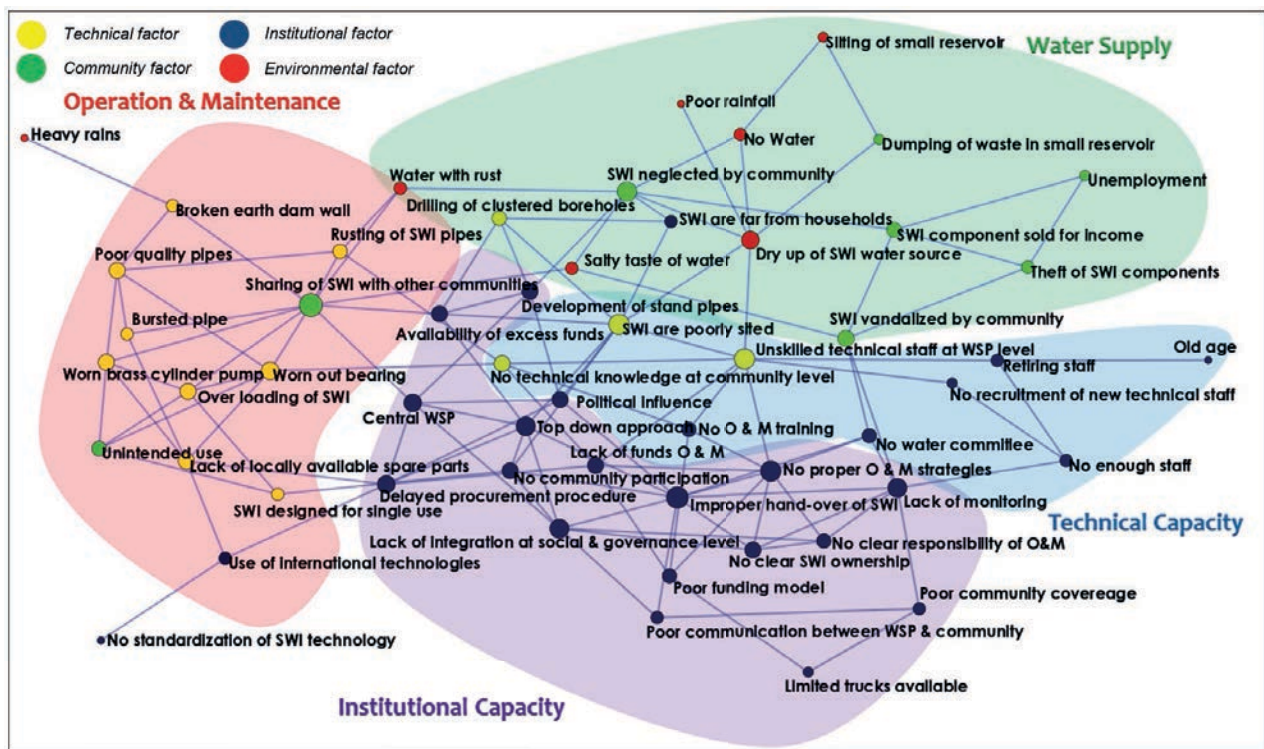 Technical factor
Institutional factor
Community factor
Environmental factor
Operation & Maintenance
Water Supply
Silting of small reservoir
Poor rainfall
Heavy rains
No Water
Dumping of waste in small reservoir
Water with rust
SWI neglected by community
Unemployment
Broken earth dam wall
Drilling of clustered boreholes
SWI are far from households
Rusting of SWI pipes
SWI component sold for income
Poor quality pipes
Salty taste of water
Dry up of SWI water source
Theft of SWI components
Sharing of SWI with other communities
Development of stand pipes
Bursted pipe
Availability of excess funds
SWI are poorly sited
SWI vandalized by community
Unskilled technical staff at WSP level
Old age
Retiring staff
Worn brass cylinder pump
Worn out bearing
No technical knowledge at community level
Over loading of SWI
No recruitment of new technical staff
Central WSP
Political influence
Top down approach
No O & M training
No water committee
Unintended use
Lack of funds O & M
Lack of locally available spare parts
No community participation
No proper O & M strategies
No enough staff
Delayed procurement procedure
Improper hand-over of SWI
Lack of monitoring
SWI designed for single use
Technical Capacity
Lack of integration at social & governance level
No clear responsibility of O&M
Use of international technologies
No clear SWI ownership
Poor funding model
Poor community covereage
No standardization of SWI technology
Poor communication between WSP & community
Limited trucks available
Institutional Capacity